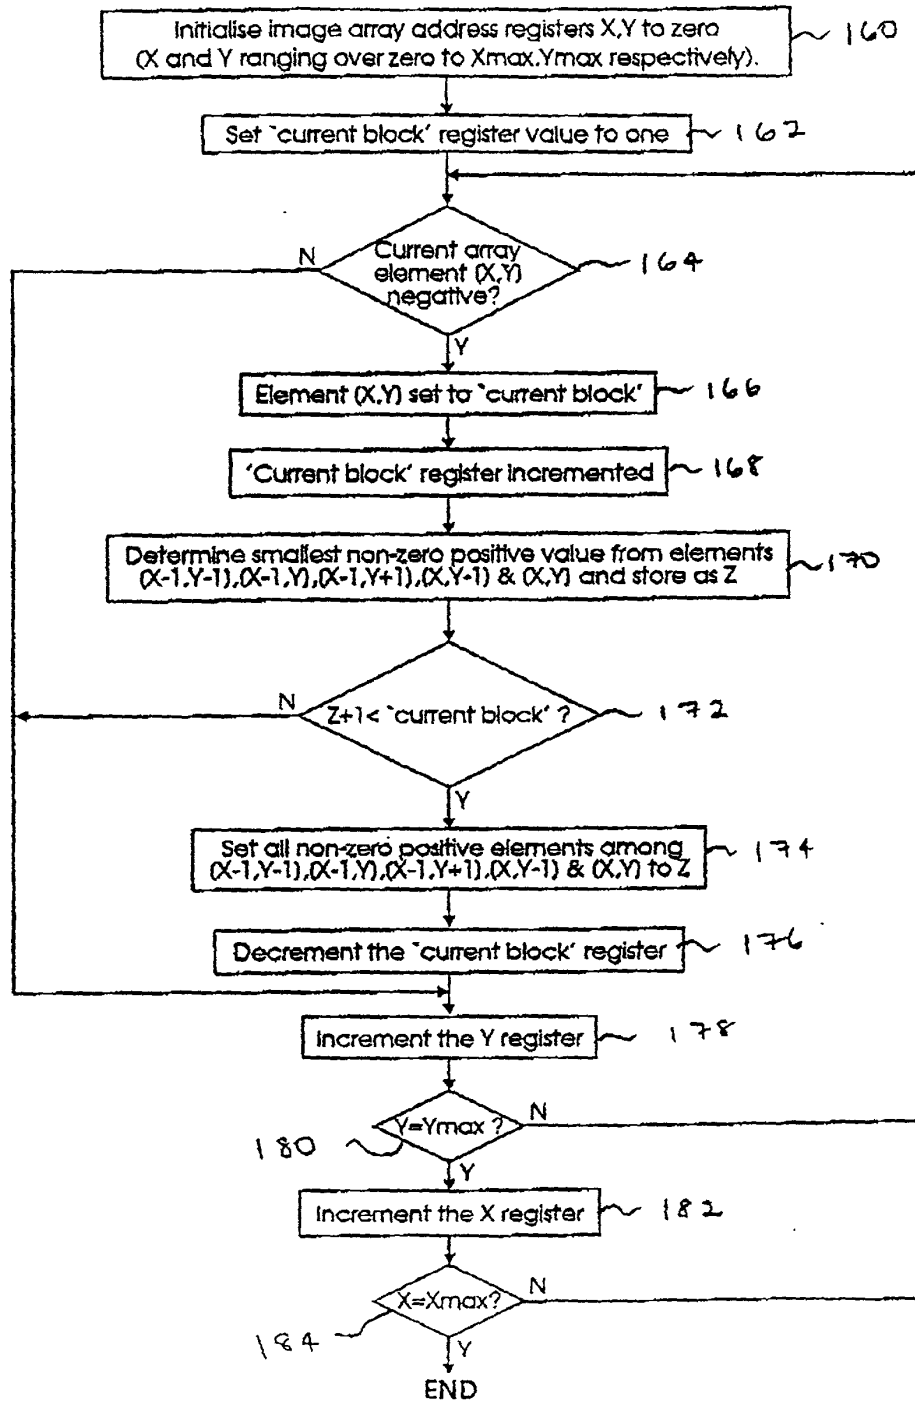 Initialise image array address registers X,Y to zero
(X and Y ranging over zero to Xmax,Ymax respectively).
160
Set `current block' register value to one
162
Current array
element (X,Y)
negative?
N
164
Y
Element (X,Y) set to `current block'
166
'Current block' register incremented
168
Determine smallest non-zero positive value from elements
(X-1,Y-1),(X-1,Y),(X-1,Y+1),(X,Y-1) & (X,Y) and store as Z
170
N
Z+1< `current block' ?
172
Y
Set all non-zero positive elements among
(X-1,Y-1),(X-1,Y),(X-1,Y+1),(X,Y-1) & (X,Y) to Z
174
Decrement the `current block' register
176
Increment the Y register
178
Y=Ymax ?
N
180
Y
Increment the X register
182
X=Xmax?
N
184
Y
END